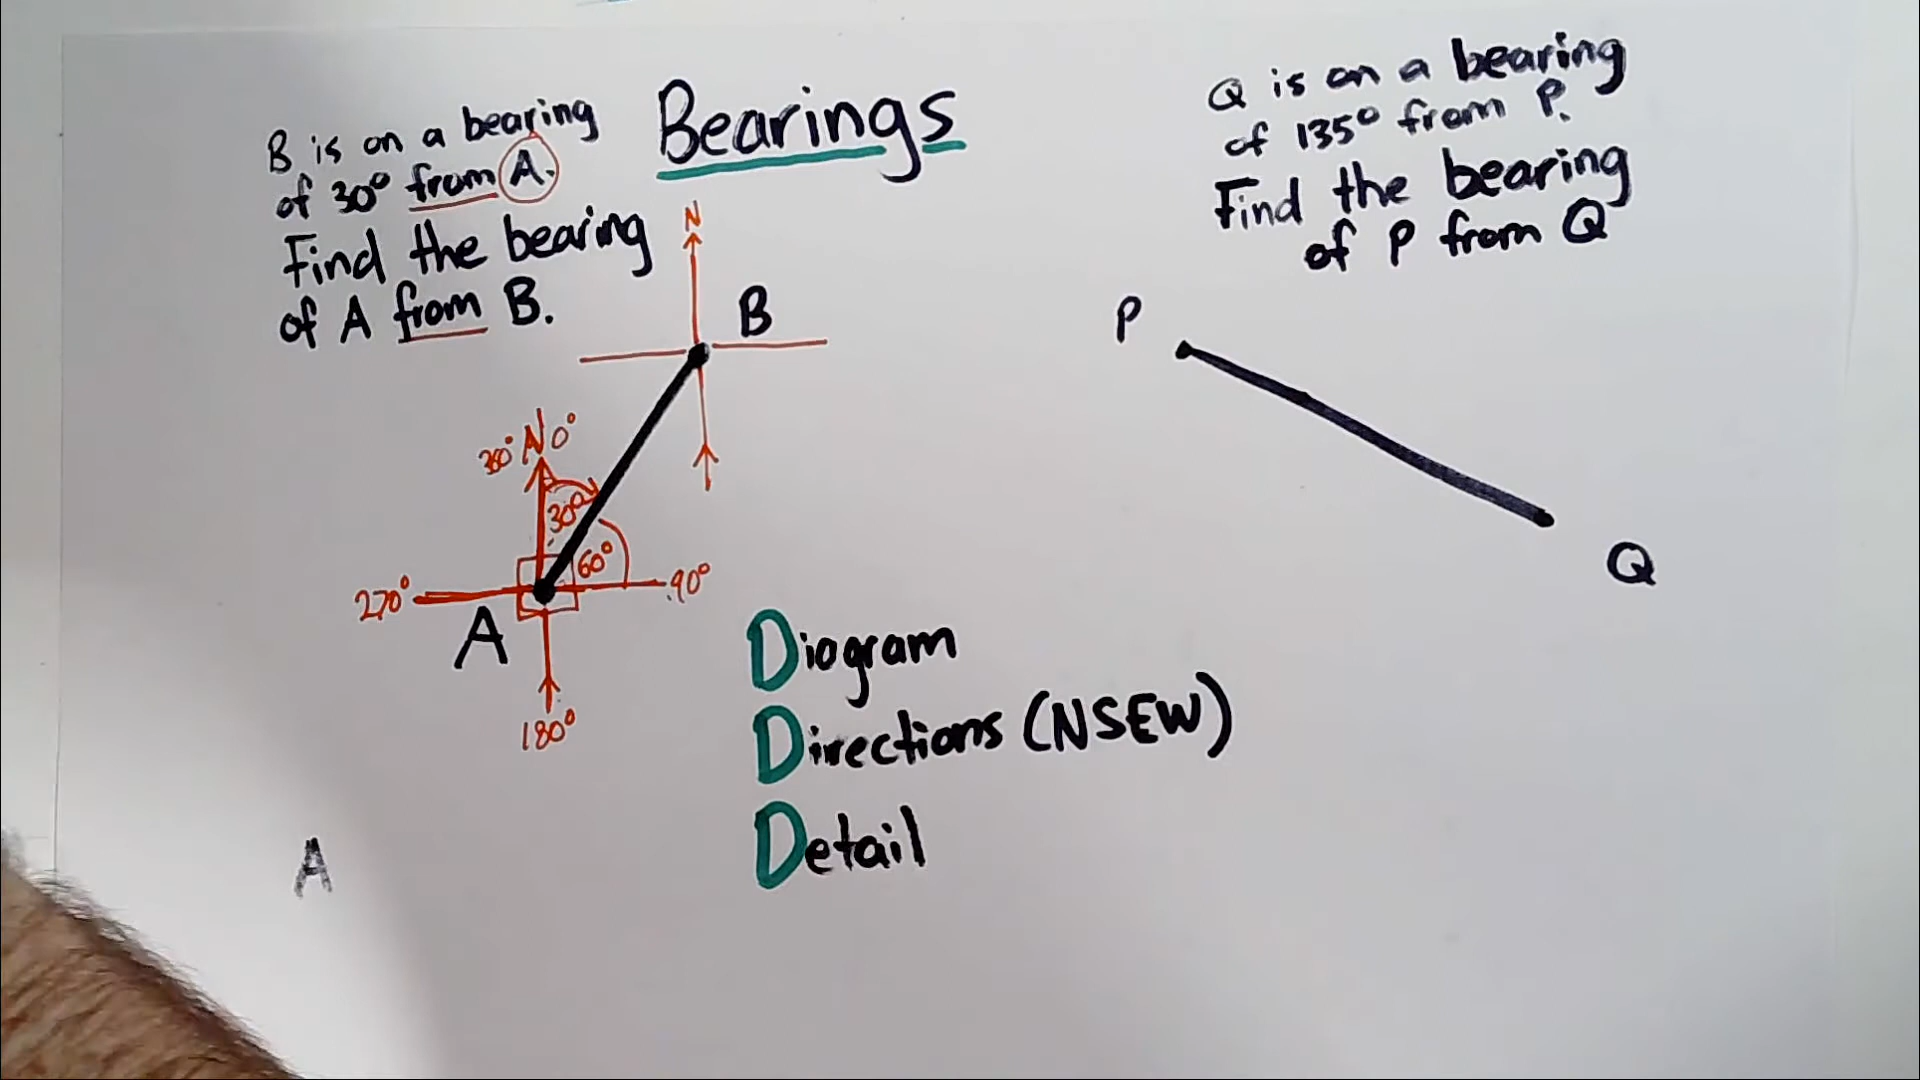 Bearings
B is on a bearing
of 30° from A.
Find the bearing
of A from B.
N
B
360° N 0°
30°
60°
270°
90°
A
180°
Diagram
Directions (NSEW)
Detail
A
Q is on a bearing
of 135° from P.
Find the bearing
of P from Q
P
Q